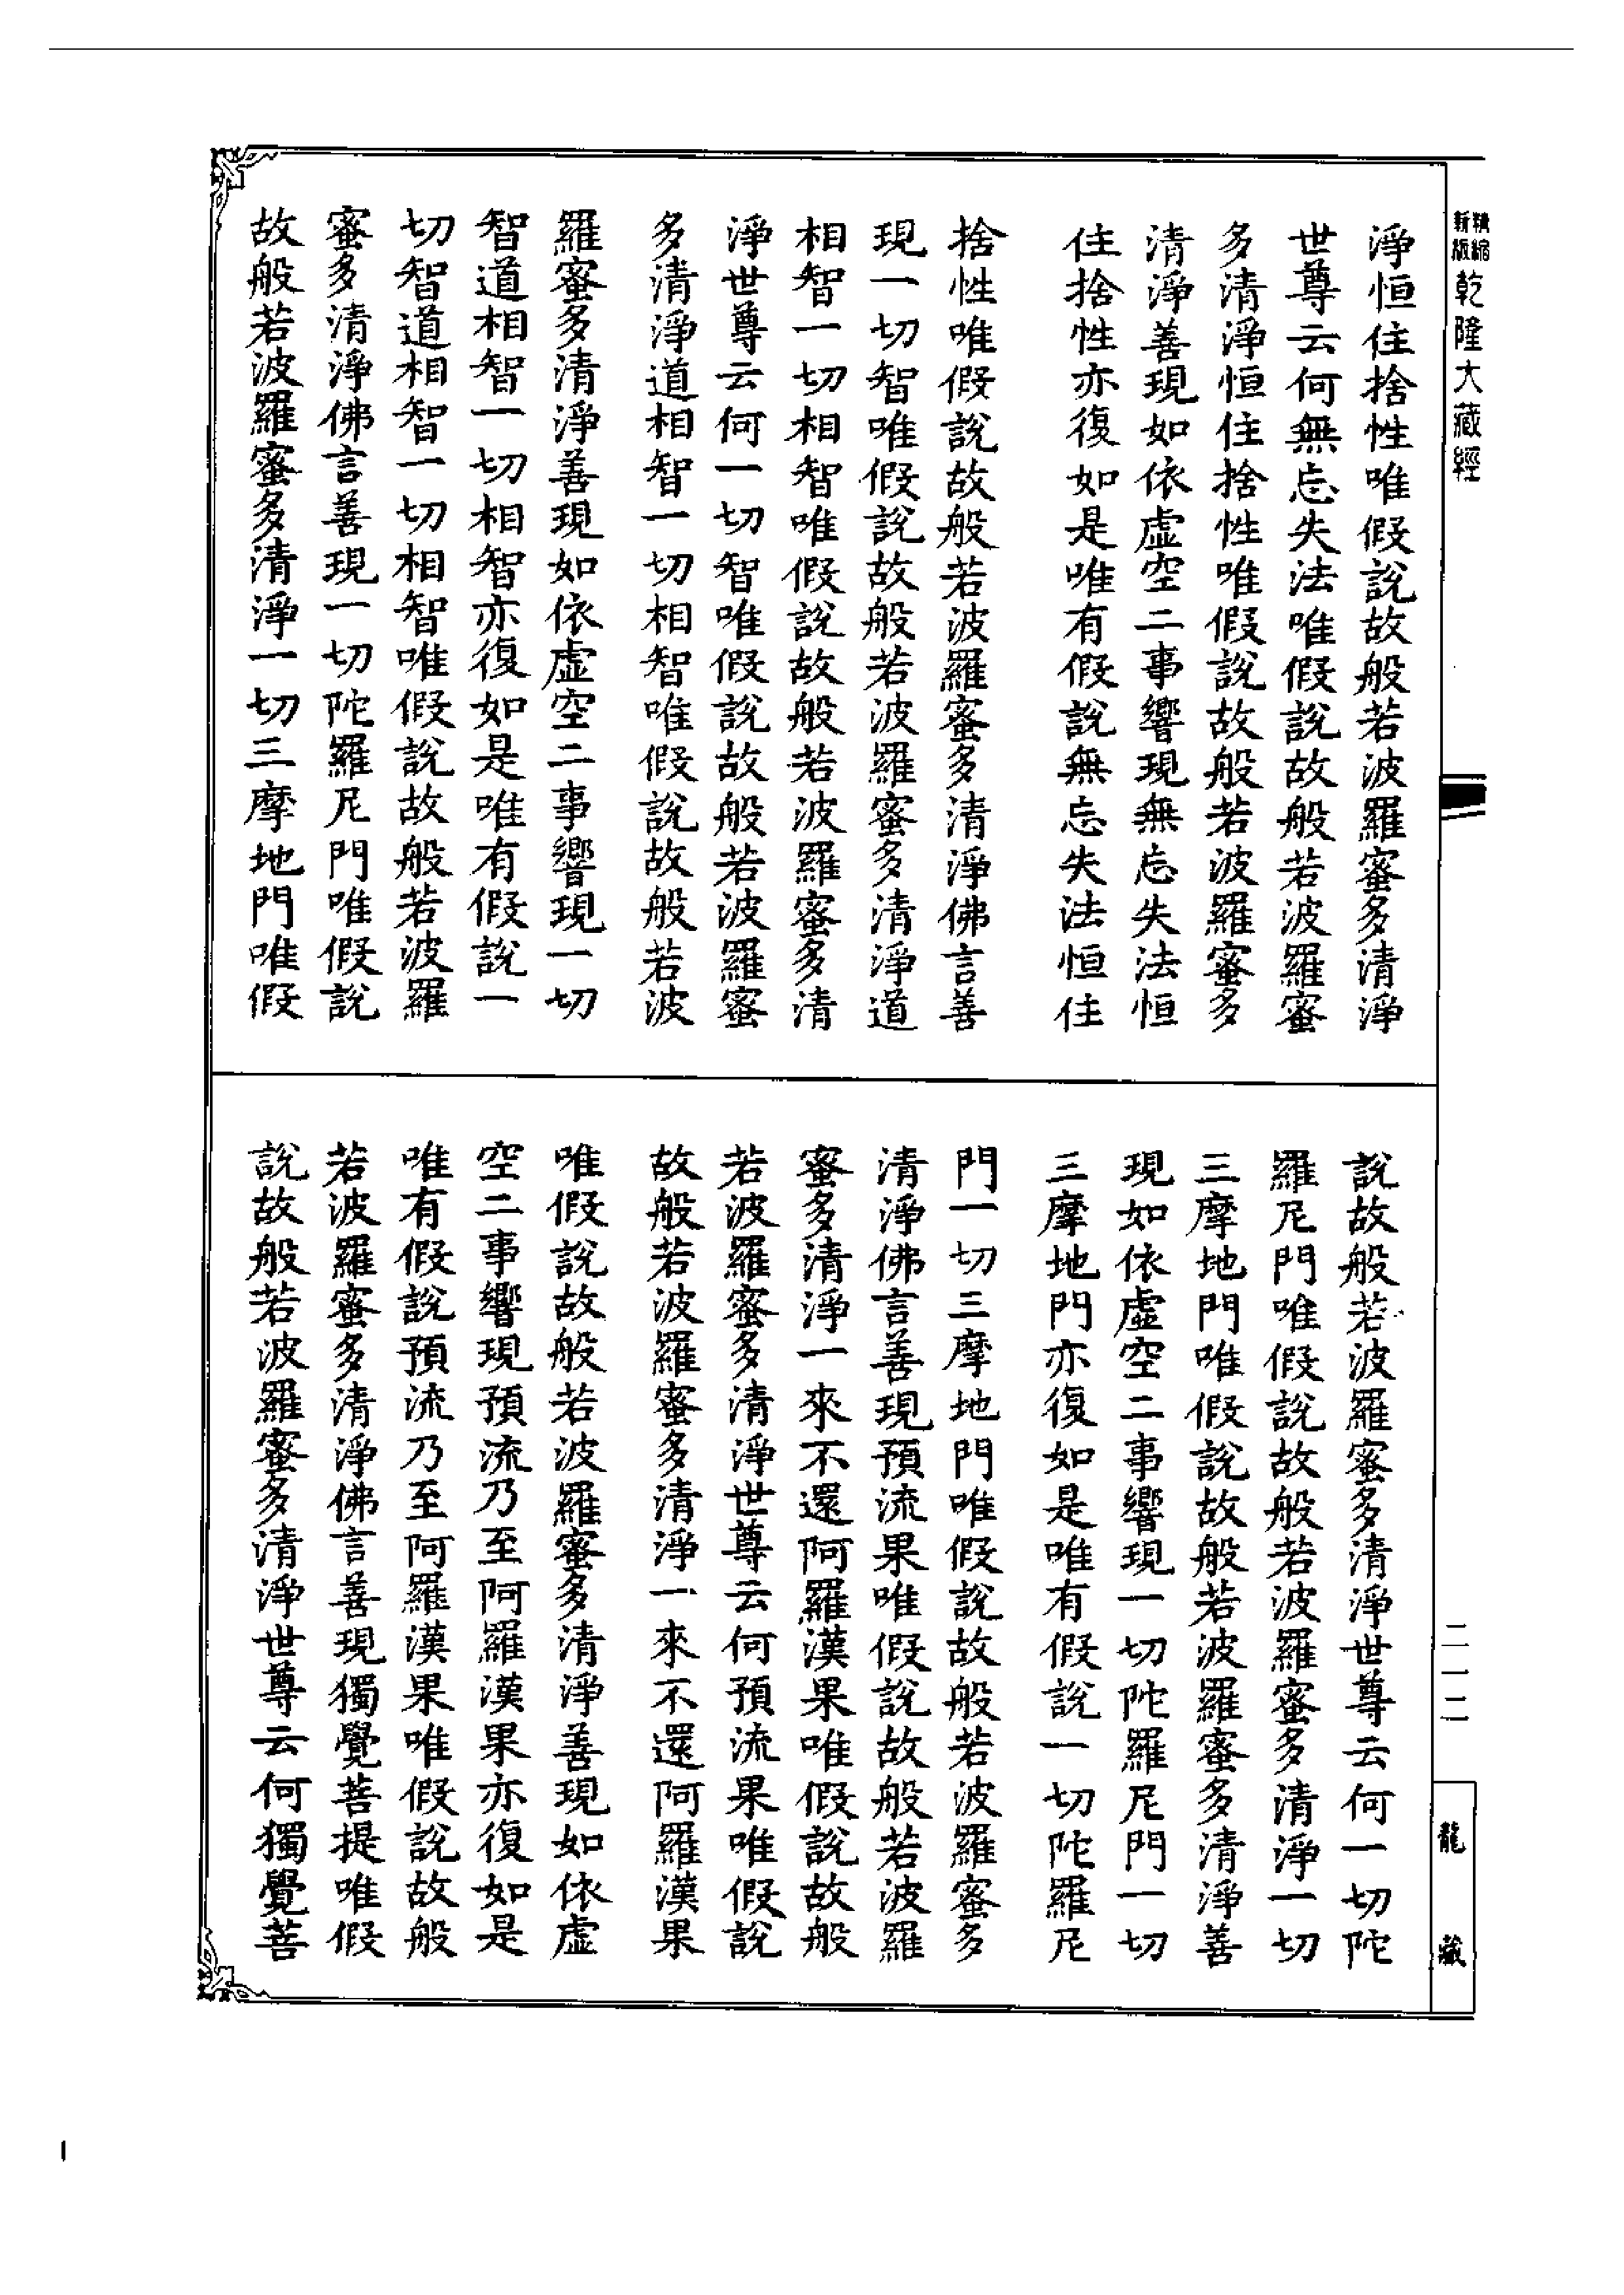 精縮
新版
乾隆大藏經
淨恒住捨性唯假說故般若波羅蜜多清淨
世尊云何無忘失法唯假說故般若波羅蜜
多清淨恒住捨性唯假說故般若波羅蜜多
清淨善現如依虛空二事響現無忘失法恒
住捨性亦復如是唯有假說無忘失法恒住
捨性唯假說故般若波羅蜜多清淨佛言善
現一切智唯假說故般若波羅蜜多清淨道
相智一切相智唯假說故般若波羅蜜多清
淨世尊云何一切智唯假說故般若波羅蜜
多清淨道相智一切相智唯假說故般若波
羅蜜多清淨善現如依虛空二事響現一切
智道相智一切相智亦復如是唯有假說一
切智道相智一切相智唯假說故般若波羅
蜜多清淨佛言善現一切陀羅尼門唯假說
故般若波羅蜜多清淨一切三摩地門唯假
說故般若波羅蜜多清淨世尊云何一切陀
羅尼門唯假說故般若波羅蜜多清淨一切
三摩地門唯假說故般若波羅蜜多清淨善
現如依虛空二事響現一切陀羅尼門一切
三摩地門亦復如是唯有假說一切陀羅尼
門一切三摩地門唯假說故般若波羅蜜多
清淨佛言善現預流果唯假說故般若波羅
蜜多清淨一來不還阿羅漢果唯假說故般
若波羅蜜多清淨世尊云何預流果唯假說
故般若波羅蜜多清淨一來不還阿羅漢果
唯假說故般若波羅蜜多清淨善現如依虛
空二事響現預流乃至阿羅漢果亦復如是
唯有假說預流乃至阿羅漢果唯假說故般
若波羅蜜多清淨佛言善現獨覺菩提唯假
說故般若波羅蜜多清淨世尊云何獨覺菩
二一二
龍藏